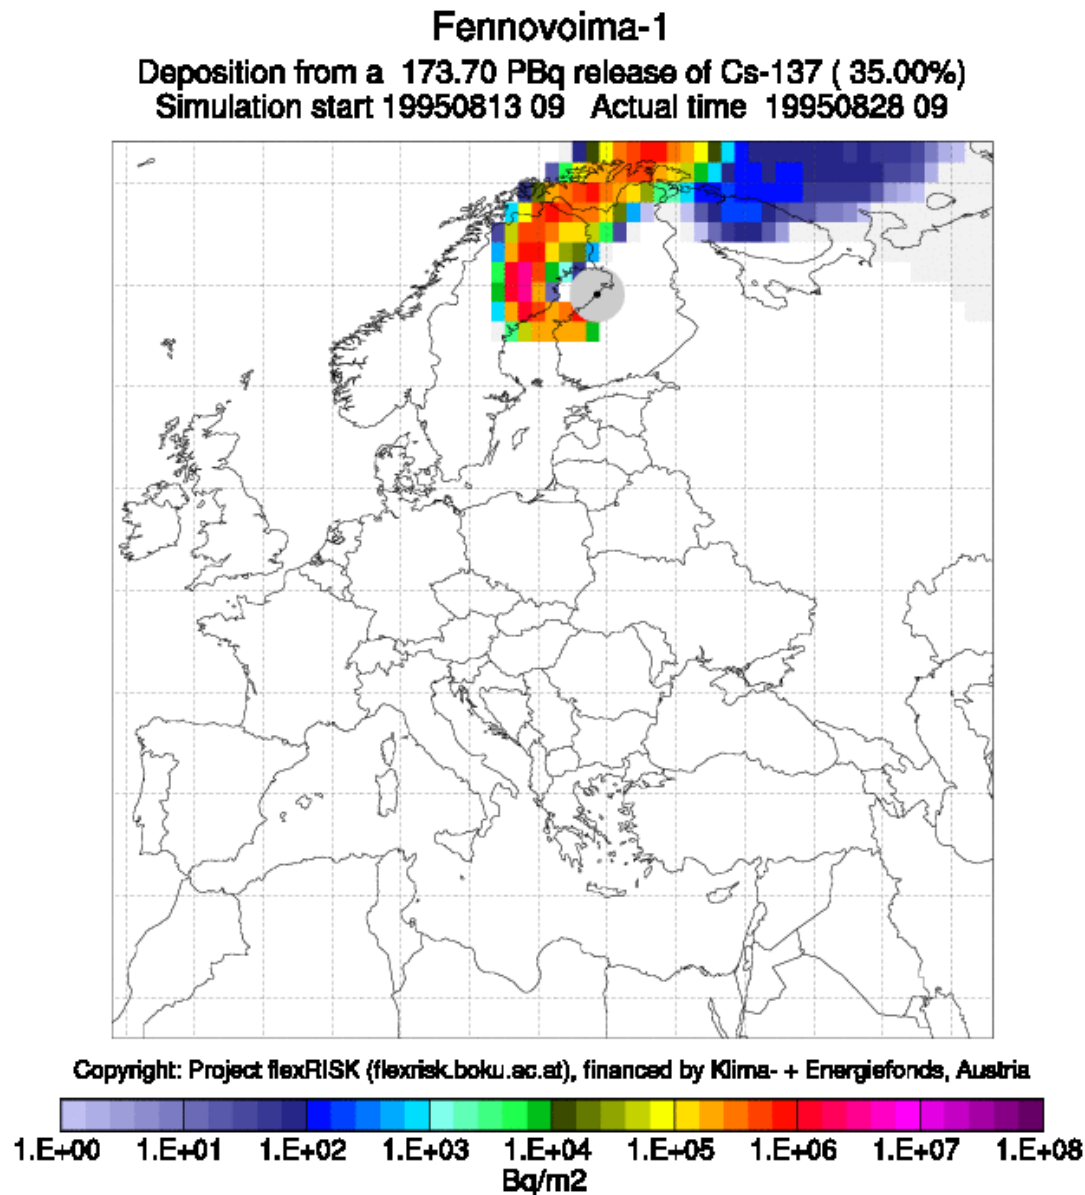 Fennovoima-1
Deposition from a 173.70 PBq release of Cs-137 ( 35.00%)
Simulation start 19950813 09 Actual time 19950828 09
Copyright: Project flexRISK (flexrisk.boku.ac.at), financed by Klima- + Energiefonds, Austria
1.E+00 1.E+01 1.E+02 1.E+03 1.E+04 1.E+05 1.E+06 1.E+07 1.E+08
Bq/m2